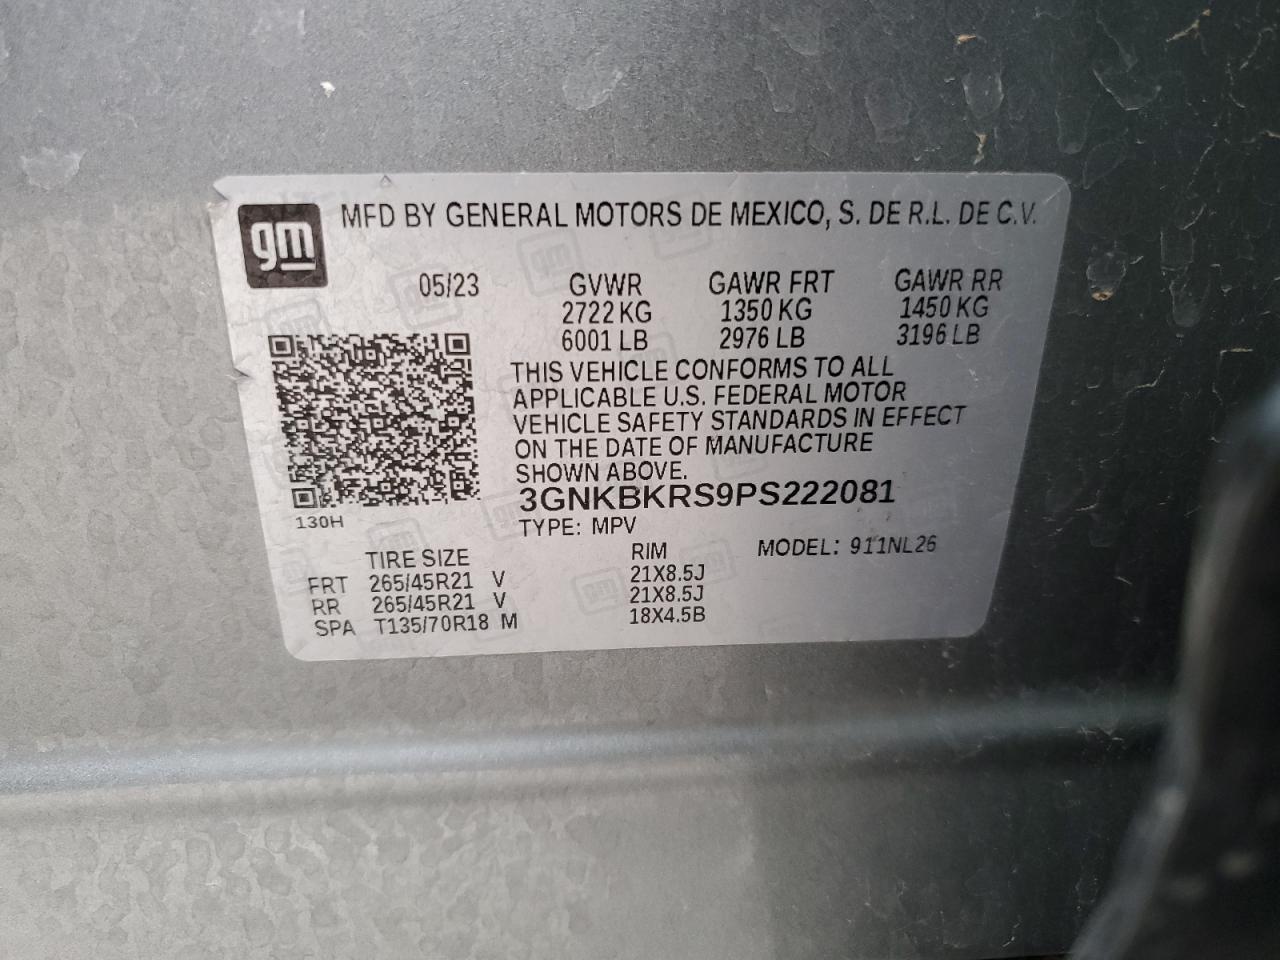 gm MFD BY GENERAL MOTORS DE MEXICO, S. DE R.L. DE C.V.
05/23 GVWR GAWR FRT GAWR RR
2722 KG 1350 KG 1450 KG
6001 LB 2976 LB 3196 LB
THIS VEHICLE CONFORMS TO ALL
APPLICABLE U.S. FEDERAL MOTOR
VEHICLE SAFETY STANDARDS IN EFFECT
ON THE DATE OF MANUFACTURE
SHOWN ABOVE.
3GNKBKRS9PS222081
130H TYPE: MPV
TIRE SIZE RIM MODEL: 911NL26
FRT 265/45R21 V 21X8.5J
RR 265/45R21 V 21X8.5J
SPA T135/70R18 M 18X4.5B